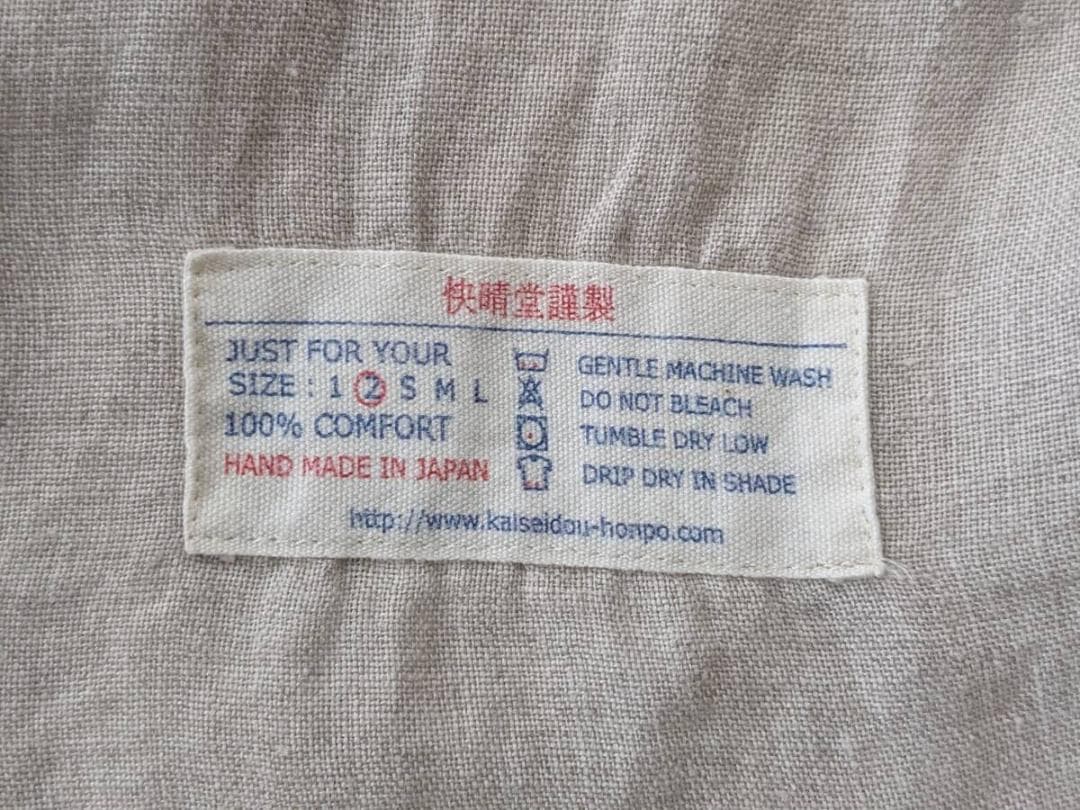 快晴堂謹製
JUST FOR YOUR
SIZE : 1 2 S M L
100% COMFORT
HAND MADE IN JAPAN
GENTLE MACHINE WASH
DO NOT BLEACH
TUMBLE DRY LOW
DRIP DRY IN SHADE
http://www.kaiseidou-honpo.com